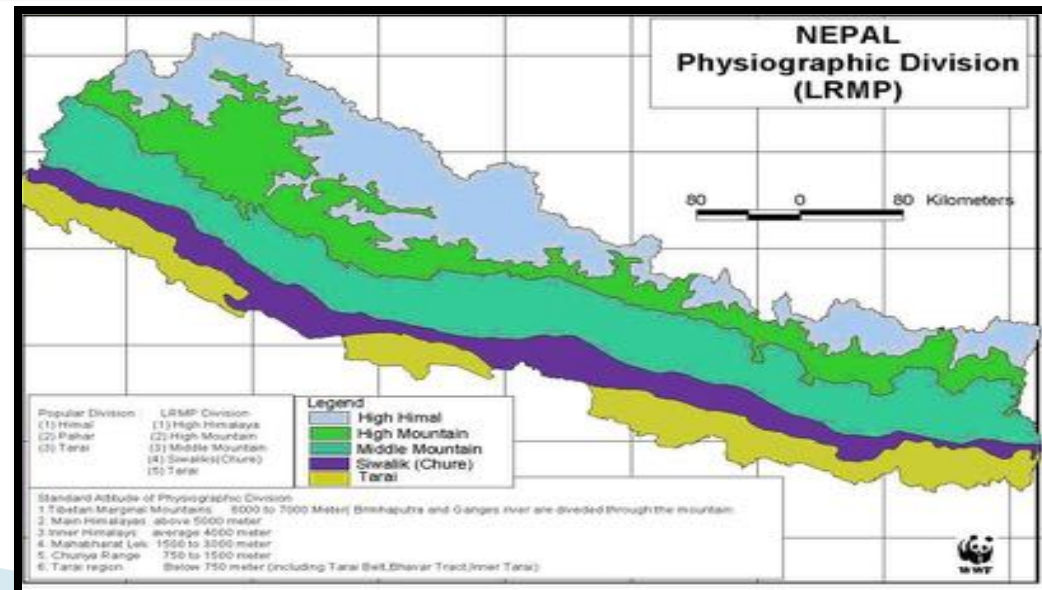 NEPAL
Physiographic Division
(LRMP)
80 0 80 Kilometers
Popular Division LRMP Division
(1) Himal (1) High Himalaya
(2) Pahar (2) High Mountain
(3) Tarai (3) Middle Mountain
(4) Siwaliks(Chure)
(5) Tarai
Legend
High Himal
High Mountain
Middle Mountain
Siwalik (Chure)
Tarai
Standard Altitude of Physiographic Division
1.Tibetan Marginal Mountains 6000 to 7000 Meter( and Ganges river are diveded through the mountain
2. Main Himalayas above 5000 meter
3.Inner Himalays average 4000 meter
4. Mahabharat Lek 1500 to 3000 meter
5. Churiya Range 750 to 1500 meter
6. Tarai region Below 750 meter (including Tarai Belt,Bhavar Tract,Inner Tarai)
WWF